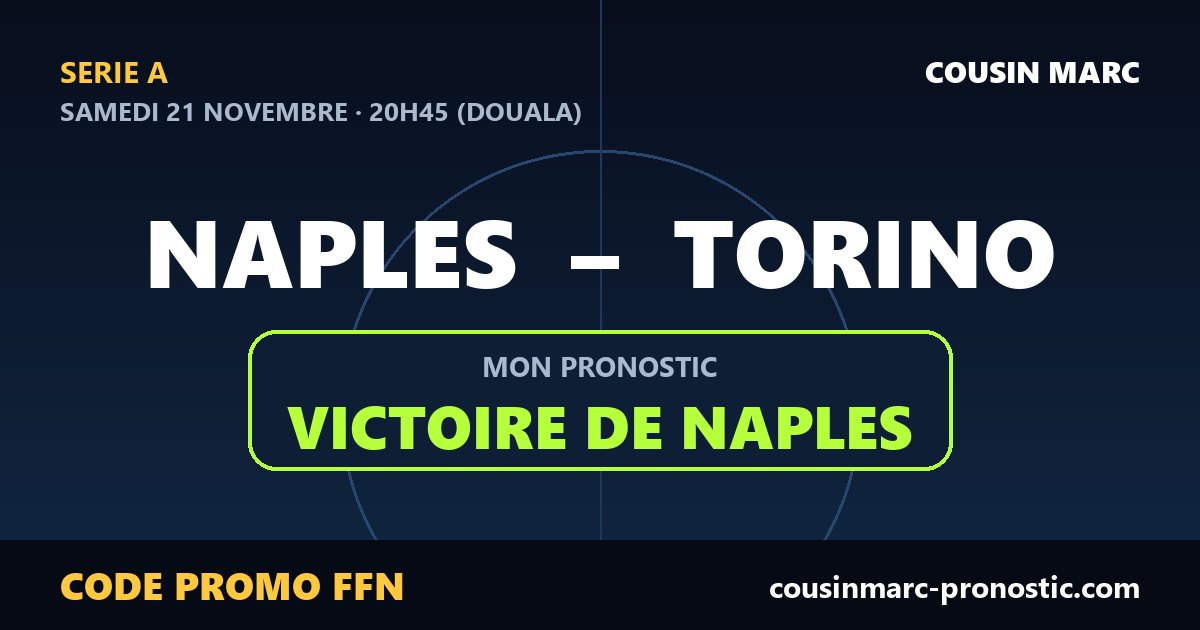 SERIE A
COUSIN MARC
SAMEDI 21 NOVEMBRE · 20H45 (DOUALA)
NAPLES – TORINO
MON PRONOSTIC
VICTOIRE DE NAPLES
CODE PROMO FFN
cousinmarc-pronostic.com